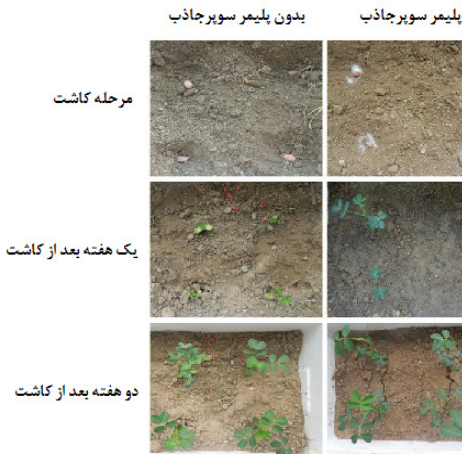 پلیمر سوپرجاذب
بدون پلیمر سوپرجاذب
مرحله کاشت
یک هفته بعد از کاشت
دو هفته بعد از کاشت